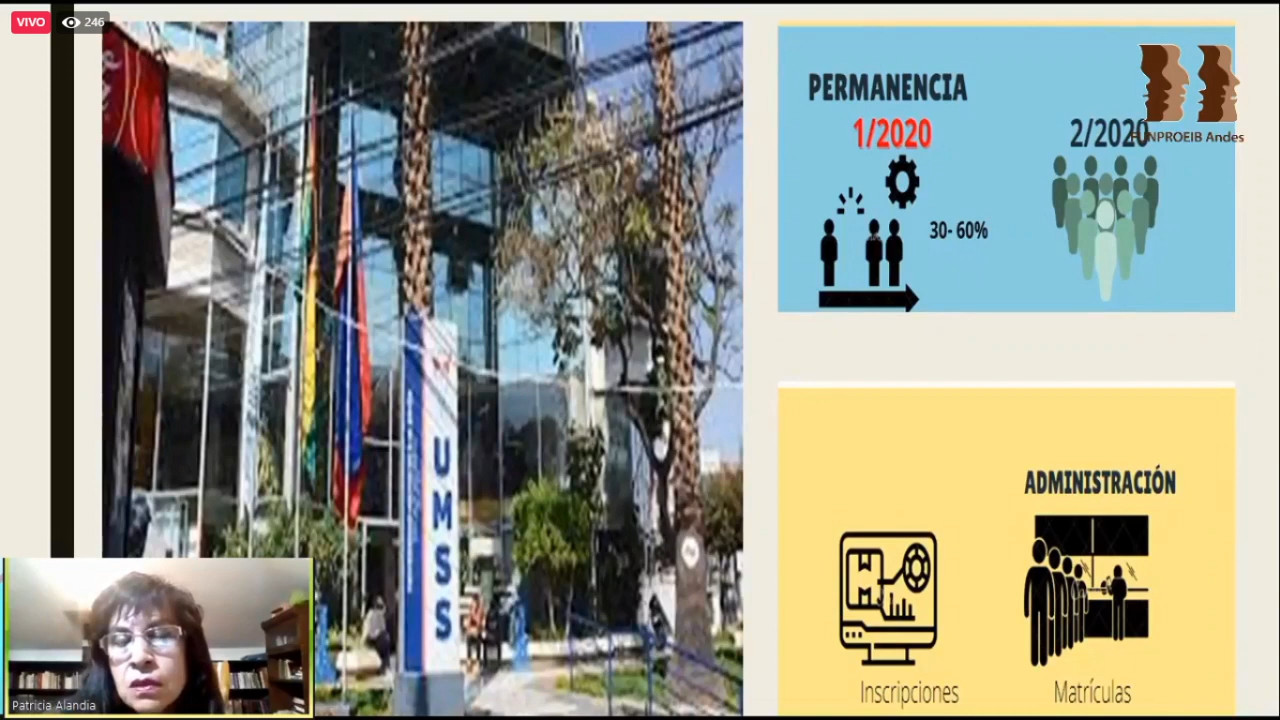 VIVO 246
PERMANENCIA
1/2020
2/2020
FUNPROEIB Andes
30- 60%
UMSS
ADMINISTRACIÓN
Inscripciones
Matrículas
Patricia Alandia